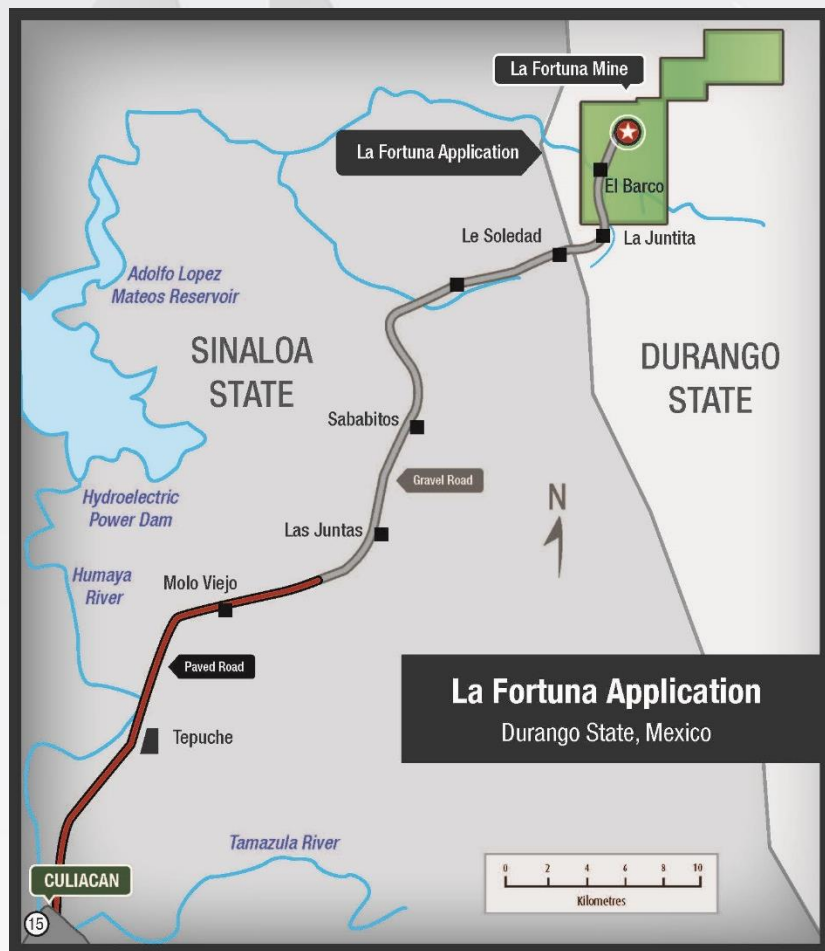 La Fortuna Mine
La Fortuna Application
El Barco
Le Soledad
La Juntita
Adolfo Lopez
Mateos Reservoir
SINALOA
STATE
DURANGO
STATE
Sababitos
Gravel Road
N
Hydroelectric
Power Dam
Las Juntas
Humaya
River
Molo Viejo
Paved Road
La Fortuna Application
Durango State, Mexico
Tepuche
Tamazula River
0 2 4 6 8 10
Kilometres
CULIACAN
15